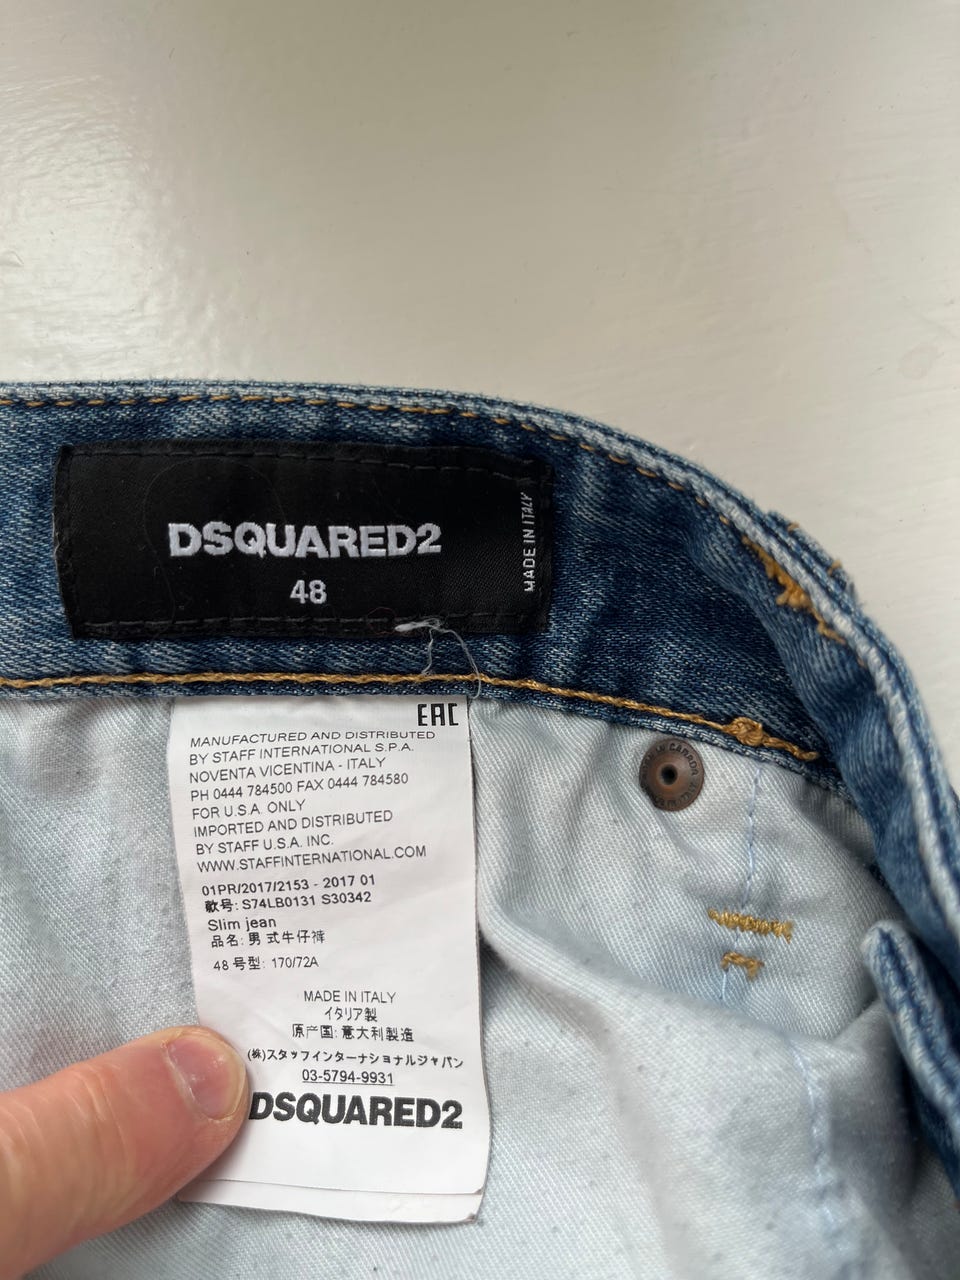 DSQUARED2
48
MADE IN ITALY
EAC
MANUFACTURED AND DISTRIBUTED
BY STAFF INTERNATIONAL S.P.A.
NOVENTA VICENTINA - ITALY
PH 0444 784500 FAX 0444 784580
FOR U.S.A. ONLY
IMPORTED AND DISTRIBUTED
BY STAFF U.S.A. INC.
WWW.STAFFINTERNATIONAL.COM
01PR/2017/2153 - 2017 01
款号: S74LB0131 S30342
Slim jean
品名: 男式牛仔裤
48 号型: 170/72A
MADE IN ITALY
イタリア製
原产国: 意大利製造
(株)スタッフインターナショナルジャパン
03-5794-9931
DSQUARED2
CANADA